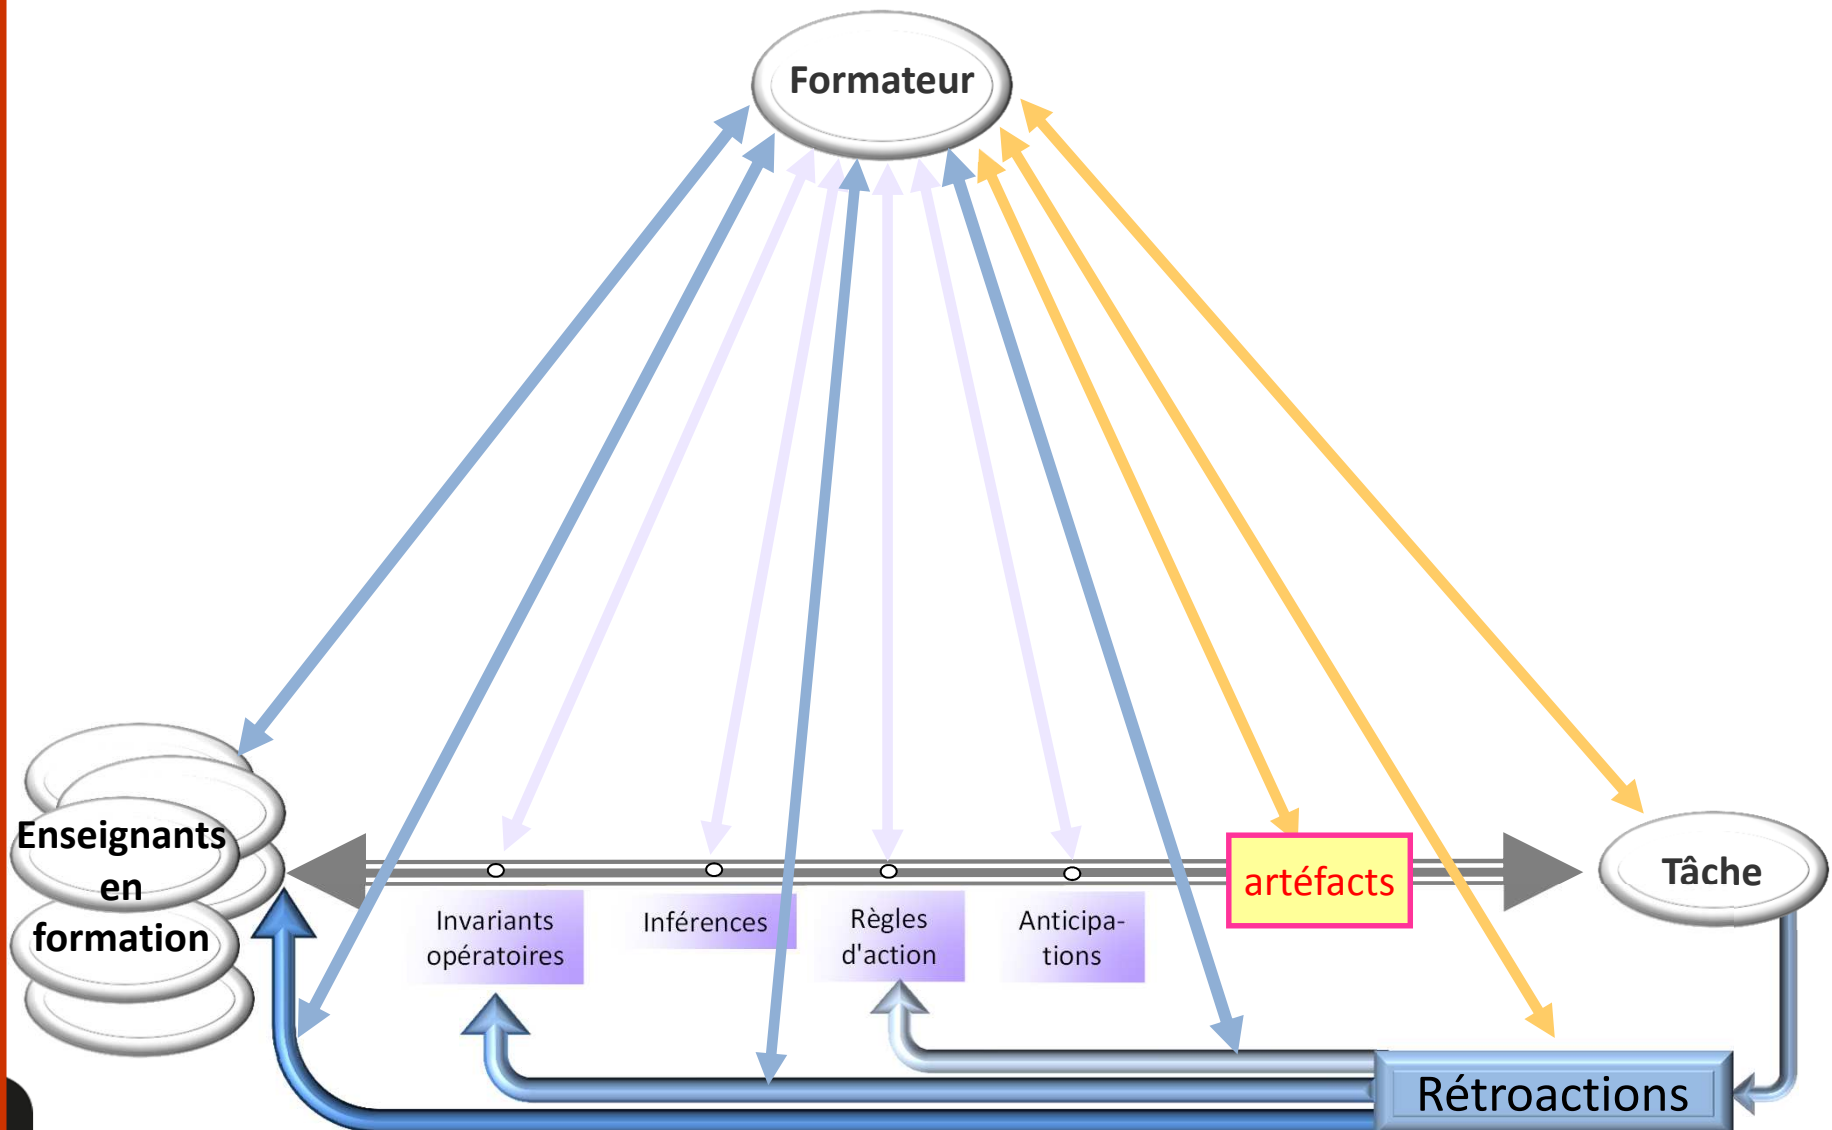 Formateur
Enseignants
en
formation
Invariants
opératoires
Inférences
Règles
d'action
Anticipa-
tions
artéfacts
Tâche
Rétroactions